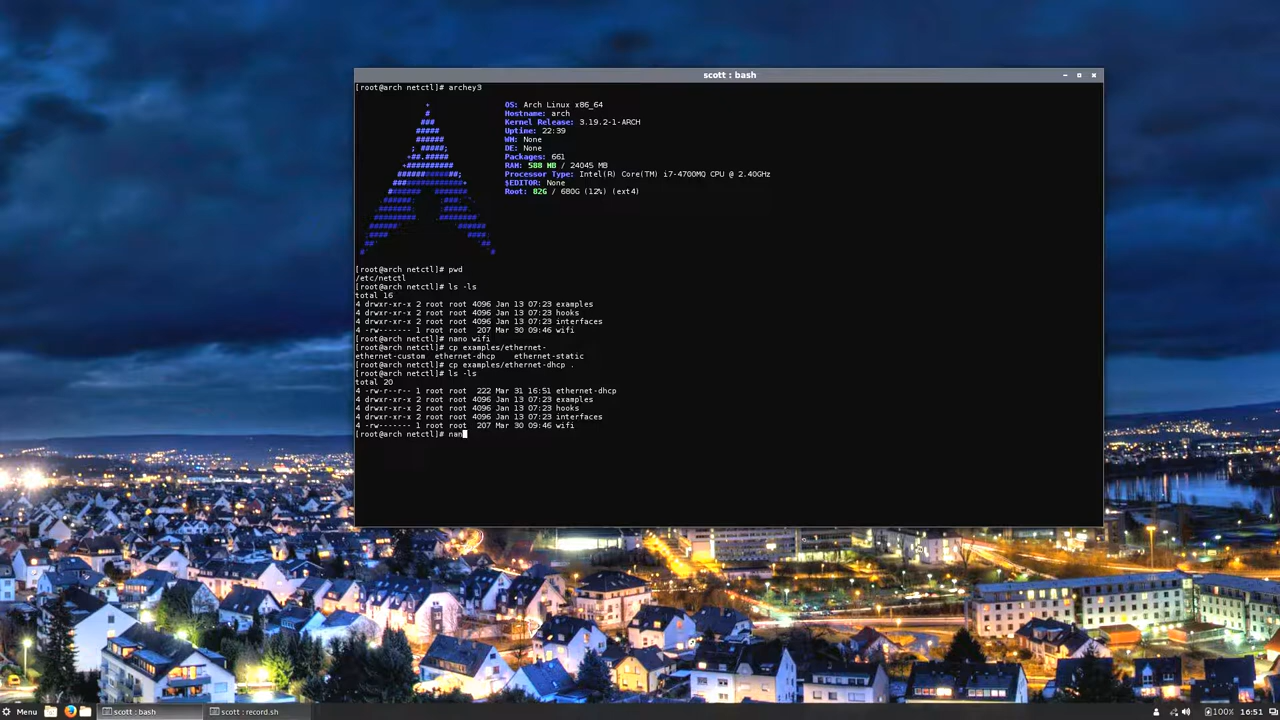 scott : bash
[root@arch netctl]# archey3
OS: Arch Linux x86_64
Hostname: arch
Kernel Release: 3.19.2-1-ARCH
Uptime: 22:39
WM: None
DE: None
Packages: 661
RAM: 588 MB / 24045 MB
Processor Type: Intel(R) Core(TM) i7-4700MQ CPU @ 2.40GHz
$EDITOR: None
Root: 82G / 680G (12%) (ext4)
[root@arch netctl]# pwd
/etc/netctl
[root@arch netctl]# ls -ls
total 16
4 drwxr-xr-x 2 root root 4096 Jan 13 07:23 examples
4 drwxr-xr-x 2 root root 4096 Jan 13 07:23 hooks
4 drwxr-xr-x 2 root root 4096 Jan 13 07:23 interfaces
4 -rw------- 1 root root  207 Mar 30 09:46 wifi
[root@arch netctl]# nano wifi
[root@arch netctl]# cp examples/ethernet-
ethernet-custom  ethernet-dhcp    ethernet-static
[root@arch netctl]# cp examples/ethernet-dhcp .
[root@arch netctl]# ls -ls
total 20
4 -rw-r--r-- 1 root root  222 Mar 31 16:51 ethernet-dhcp
4 drwxr-xr-x 2 root root 4096 Jan 13 07:23 examples
4 drwxr-xr-x 2 root root 4096 Jan 13 07:23 hooks
4 drwxr-xr-x 2 root root 4096 Jan 13 07:23 interfaces
4 -rw------- 1 root root  207 Mar 30 09:46 wifi
[root@arch netctl]# nan
Menu
scott : bash
scott : record.sh
100%
16:51